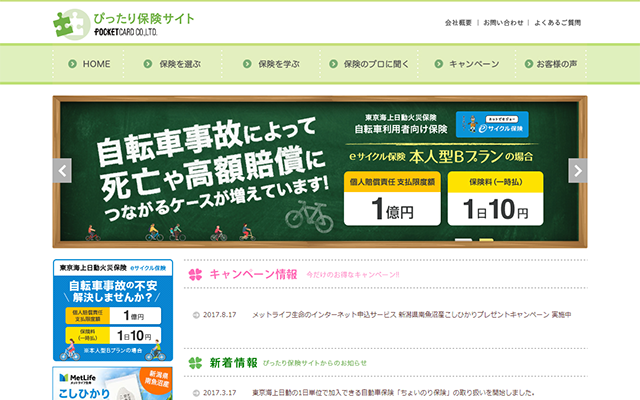 ぴったり保険サイト
POCKETCARD CO.,LTD.
会社概要 | お問い合わせ | よくあるご質問
HOME
保険を選ぶ
保険を学ぶ
保険のプロに聞く
キャンペーン
お客様の声
自転車事故によって
死亡や高額賠償に
つながるケースが増えています!
東京海上日動火災保険
自転車利用者向け保険
ネットでカンタン
eサイクル保険
eサイクル保険 本人型Bプランの場合
個人賠償責任 支払限度額
1億円
保険料(一時払)
1日10円
東京海上日動火災保険 eサイクル保険
自転車事故の不安
解決しませんか?
個人賠償責任
支払限度額
1億円
保険料
(一時払)
1日10円
※本人型Bプランの場合
MetLife
メットライフ生命
新潟県
南魚沼産
こしひかり
キャンペーン情報 今だけのお得なキャンペーン!!
2017.8.17 メットライフ生命のインターネット申込サービス 新潟県南魚沼産こしひかりプレゼントキャンペーン 実施中
新着情報 ぴったり保険サイトからのお知らせ
2017.3.17 東京海上日動の1日単位で加入できる自動車保険「ちょいのり保険」の取り扱いを開始しました。